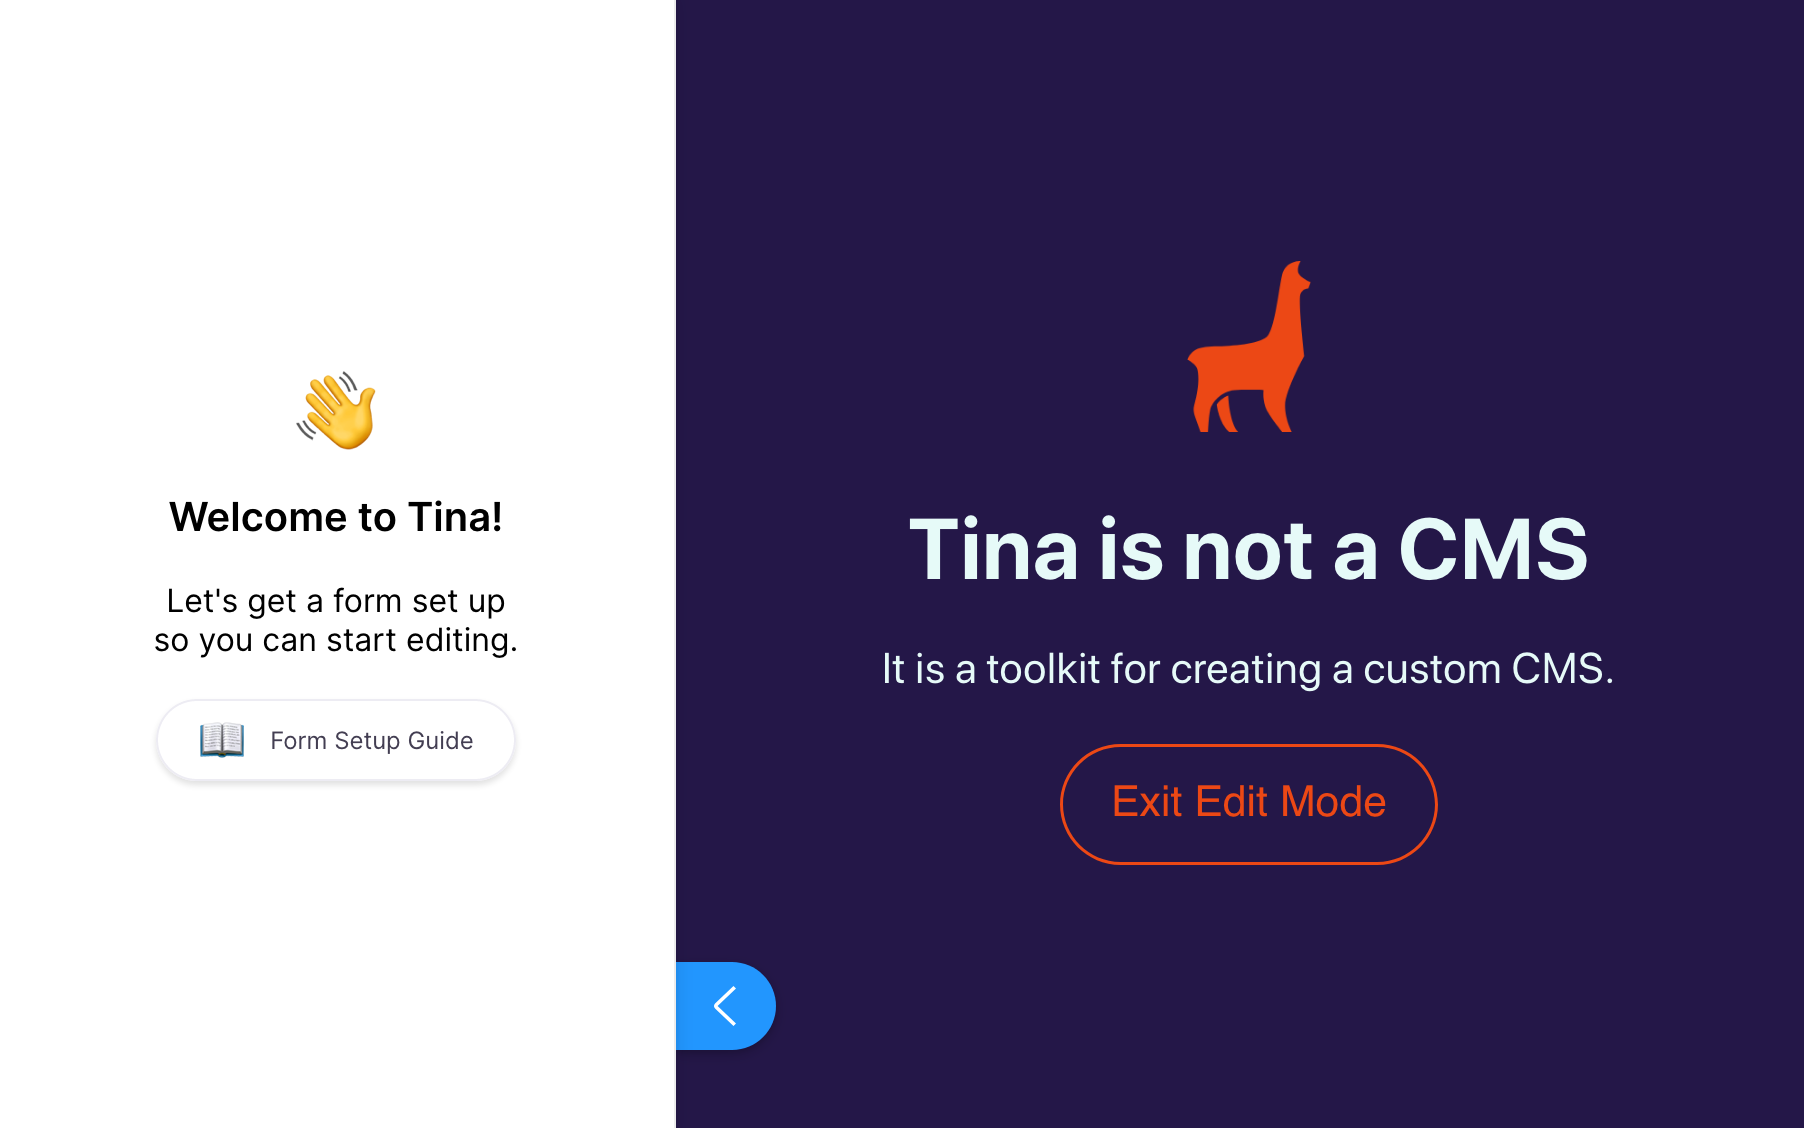 Welcome to Tina!
Let's get a form set up
so you can start editing.
Form Setup Guide
Tina is not a CMS
It is a toolkit for creating a custom CMS.
Exit Edit Mode